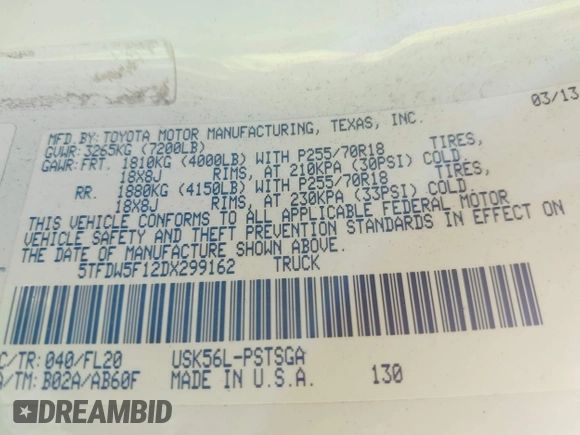 03/13
MFD.BY:TOYOTA MOTOR MANUFACTURING, TEXAS, INC.
GVWR:3265KG (7200LB)
GAWR:FRT. 1810KG (4000LB) WITH P255/70R18 TIRES,
18X8J RIMS, AT 210KPA (30PSI) COLD.
RR. 1880KG (4150LB) WITH P255/70R18 TIRES,
18X8J RIMS, AT 230KPA (33PSI) COLD.
THIS VEHICLE CONFORMS TO ALL APPLICABLE FEDERAL MOTOR
VEHICLE SAFETY AND THEFT PREVENTION STANDARDS IN EFFECT ON
THE DATE OF MANUFACTURE SHOWN ABOVE.
5TFDW5F12DX299162 TRUCK
C/TR:040/FL20 USK56L-PSTSGA
A/TM:B02A/AB60F MADE IN U.S.A. 130
DREAMBID